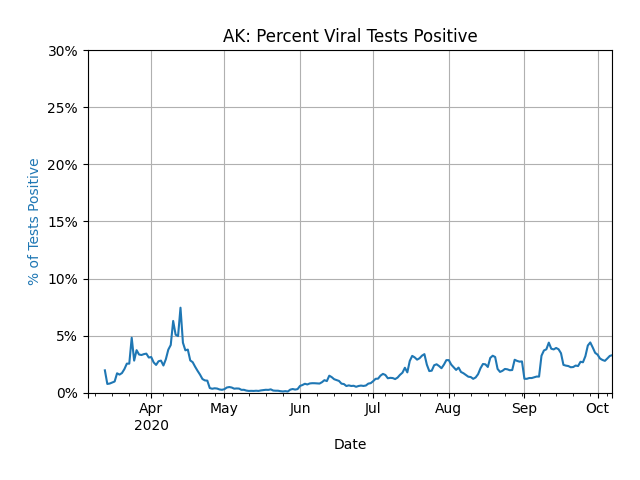 AK: Percent Viral Tests Positive
30%
25%
20%
15%
10%
5%
0%
% of Tests Positive
Apr May Jun Jul Aug Sep Oct
2020
Date